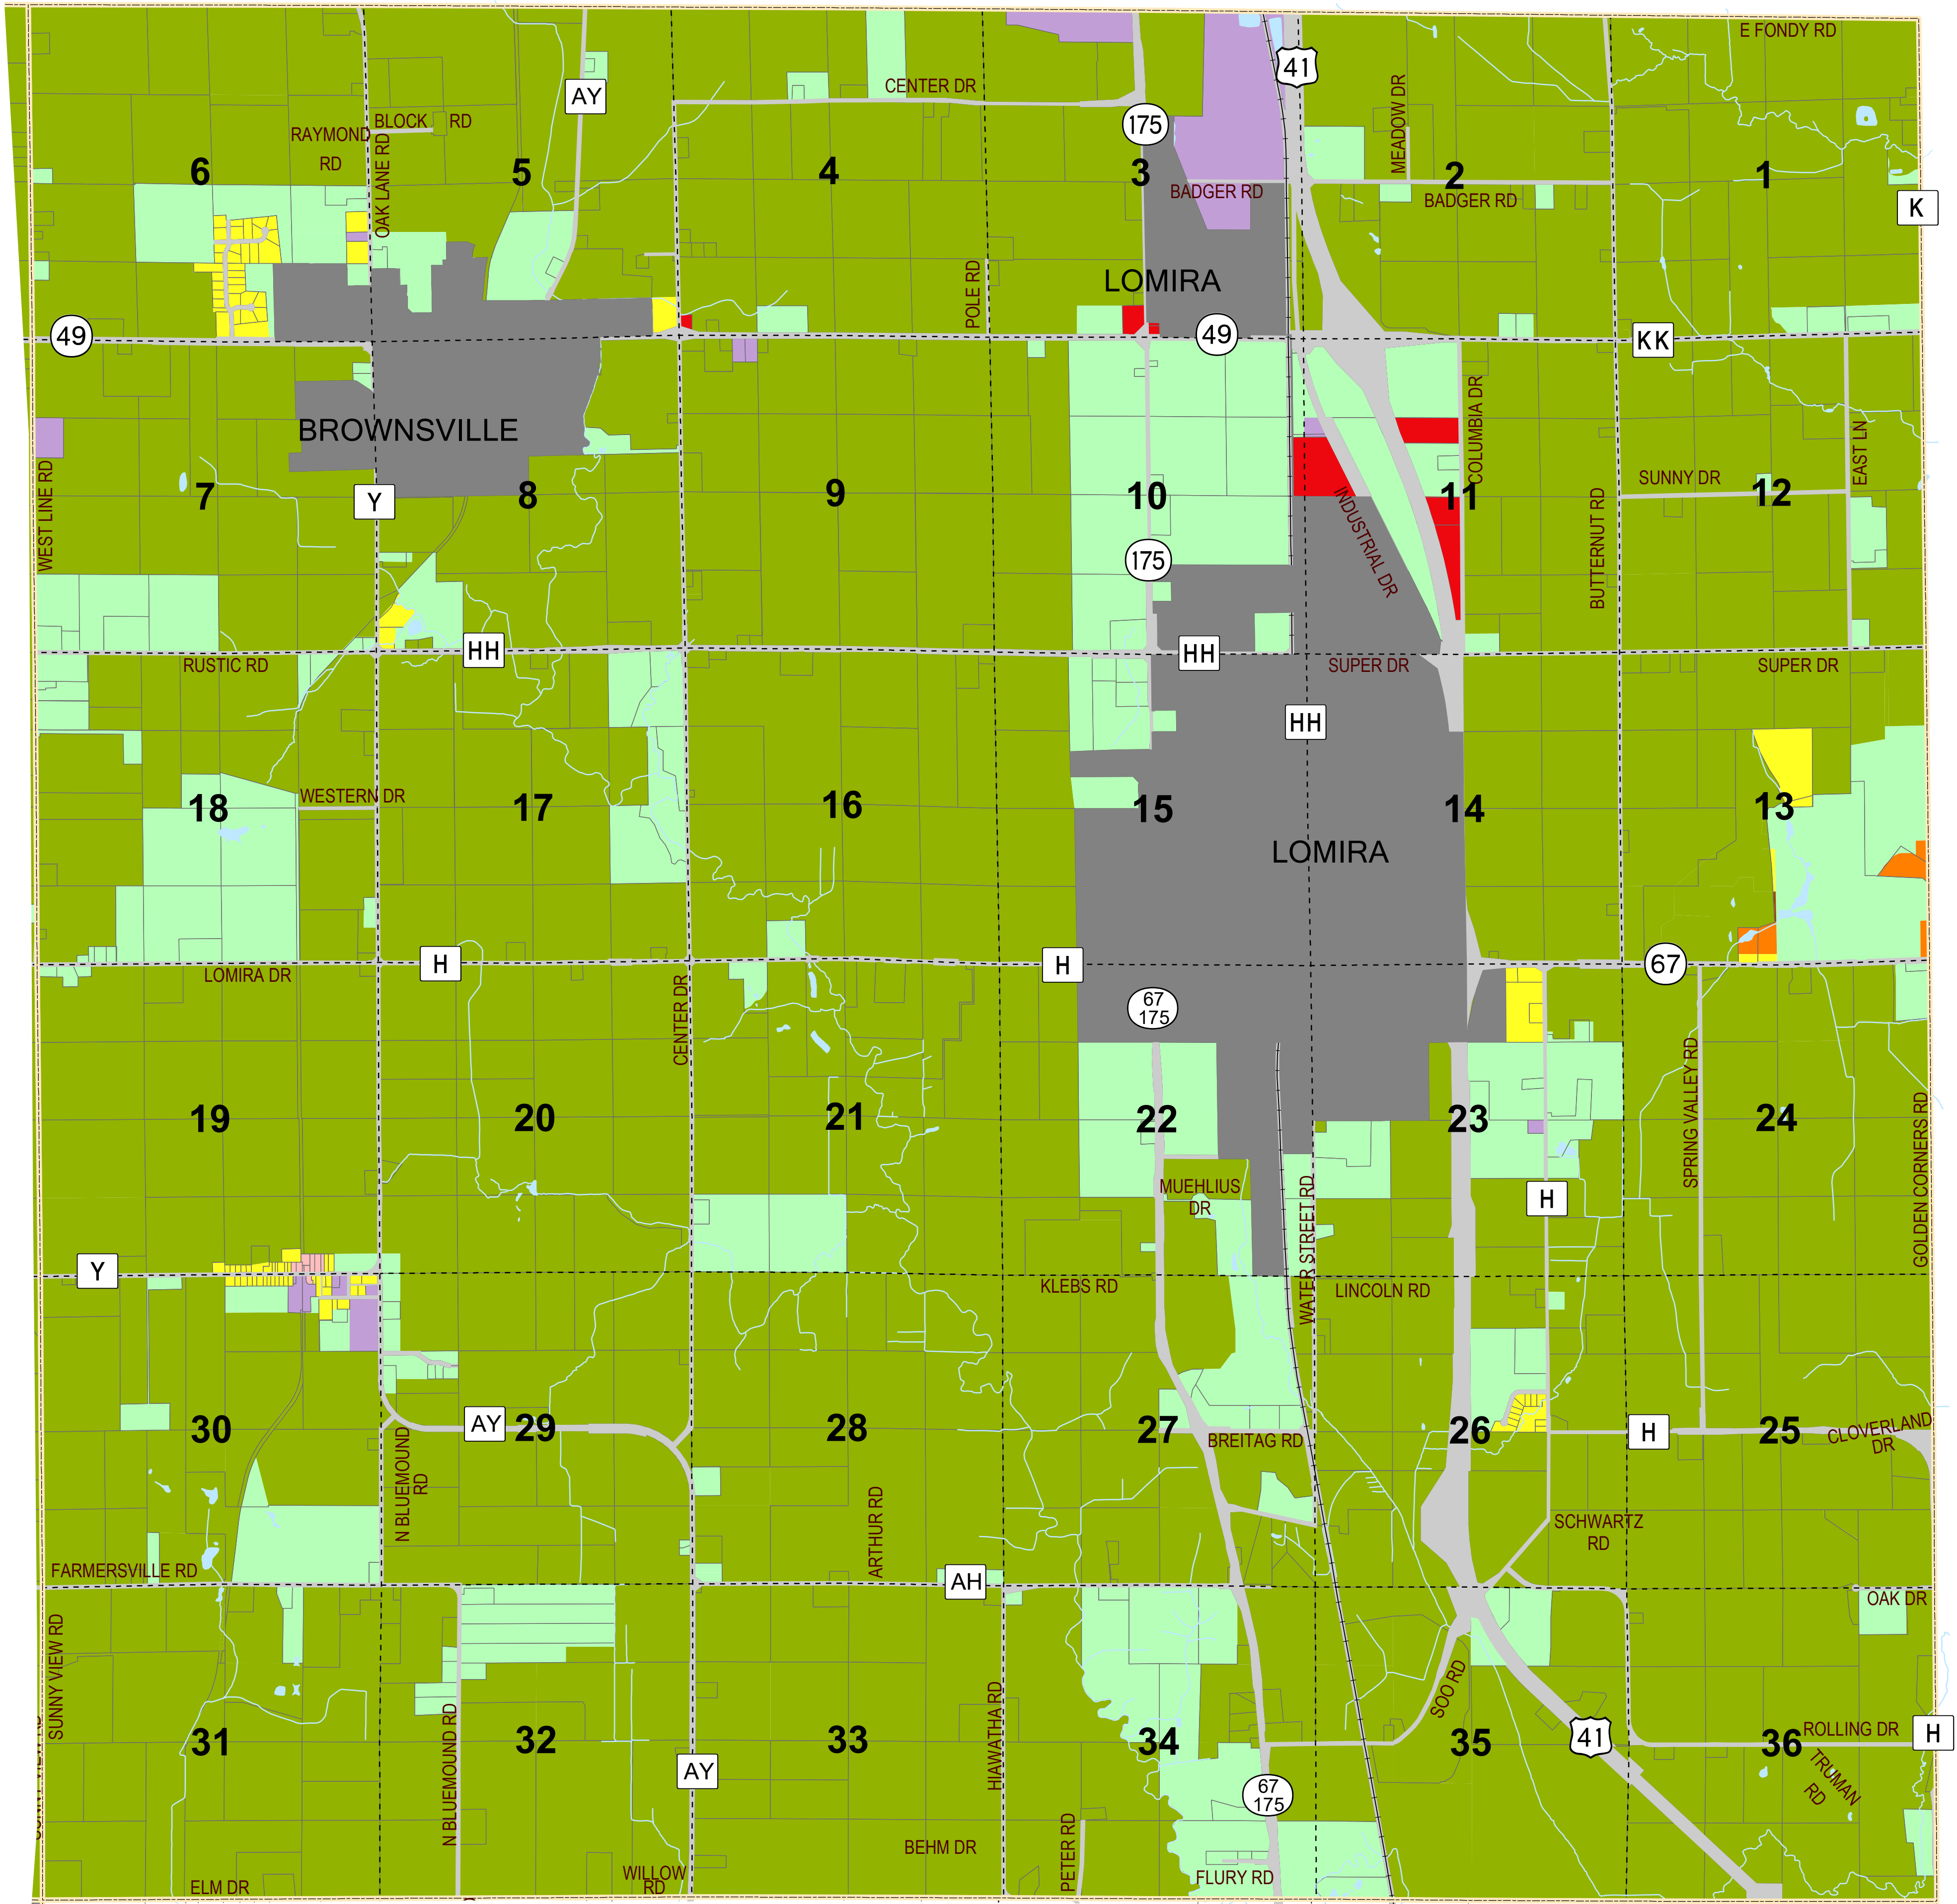 E FONDY RD
41
CENTER DR
AY
MEADOW DR
BLOCK RD
175
RAYMOND
RD
OAK LANE RD
6
5
4
3
2
1
BADGER RD
BADGER RD
K
POLE RD
LOMIRA
49
49
KK
COLUMBIA DR
BROWNSVILLE
EAST LN
WEST LINE RD
SUNNY DR
7
Y
8
9
10
INDUSTRIAL DR
11
BUTTERNUT RD
12
175
HH
HH
RUSTIC RD
SUPER DR
SUPER DR
HH
WESTERN DR
18
17
16
15
14
13
LOMIRA
H
H
67
LOMIRA DR
CENTER DR
67
175
SPRING VALLEY RD
19
20
21
22
23
24
GOLDEN CORNERS RD
MUEHLIUS
DR
H
WATER STREET RD
Y
KLEBS RD
LINCOLN RD
30
AY
29
28
27
26
H
25
CLOVERLAND
DR
BREITAG RD
N BLUEMOUND
RD
ARTHUR RD
SCHWARTZ
RD
FARMERSVILLE RD
AH
OAK DR
SUNNY VIEW RD
SOO RD
HIAWATHA RD
N BLUEMOUND RD
31
32
33
34
35
41
36
ROLLING DR
H
AY
67
175
TRUMAN
RD
PETER RD
BEHM DR
WILLOW
RD
FLURY RD
ELM DR